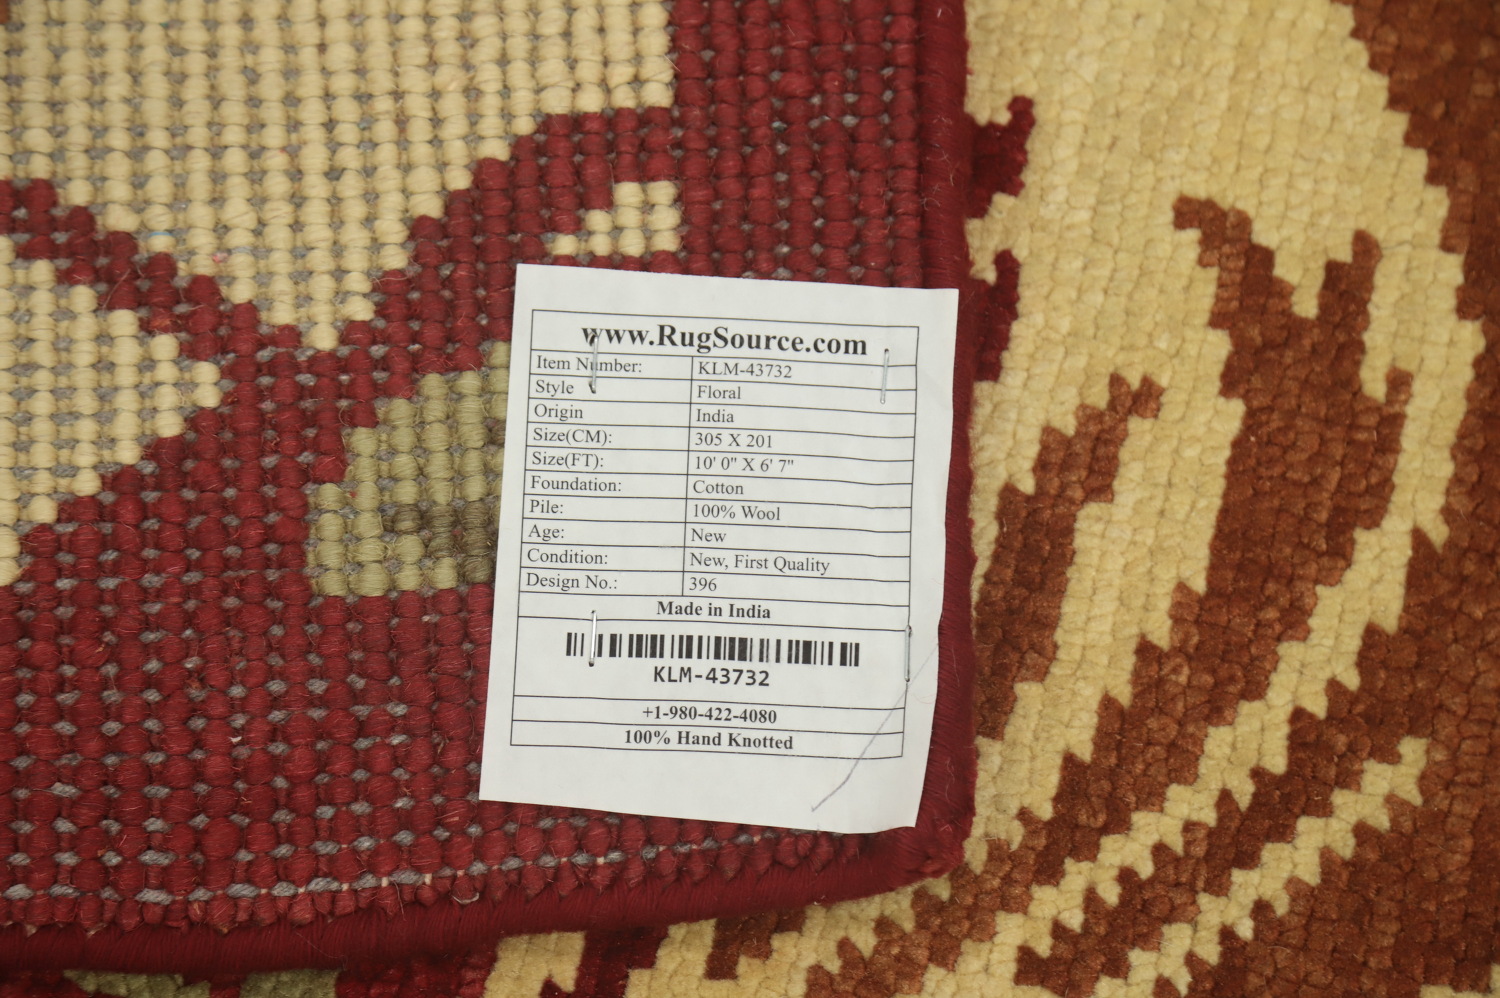 www.RugSource.com
Item Number: KLM-43732
Style Floral
Origin India
Size(CM): 305 X 201
Size(FT): 10' 0" X 6' 7"
Foundation: Cotton
Pile: 100% Wool
Age: New
Condition: New, First Quality
Design No.: 396
Made in India
KLM-43732
+1-980-422-4080
100% Hand Knotted